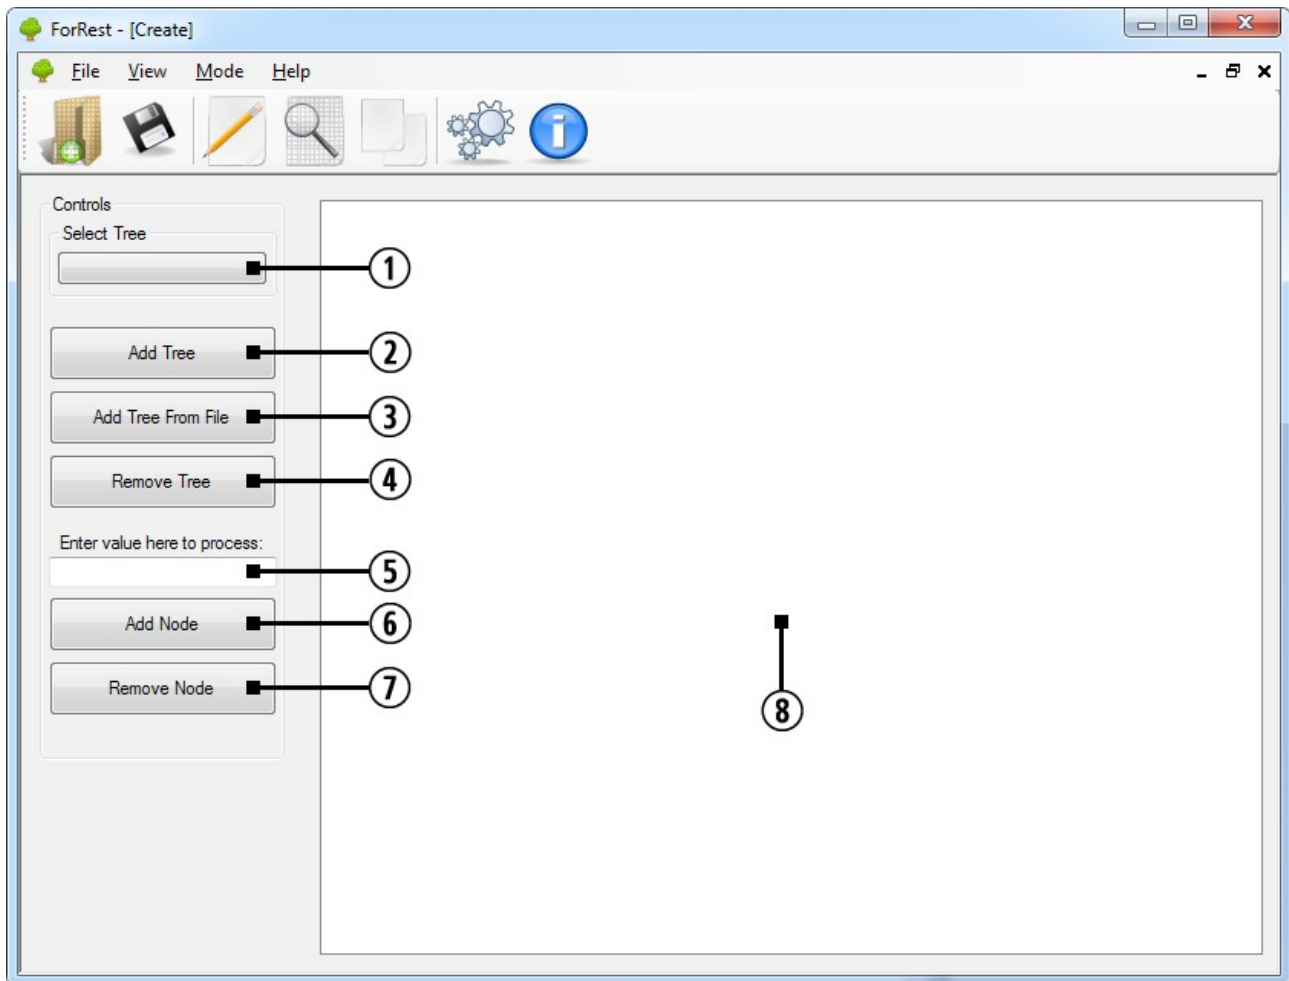 ForRest - [Create]
File View Mode Help
Controls
Select Tree
1
Add Tree
2
Add Tree From File
3
Remove Tree
4
Enter value here to process:
5
Add Node
6
Remove Node
7
8